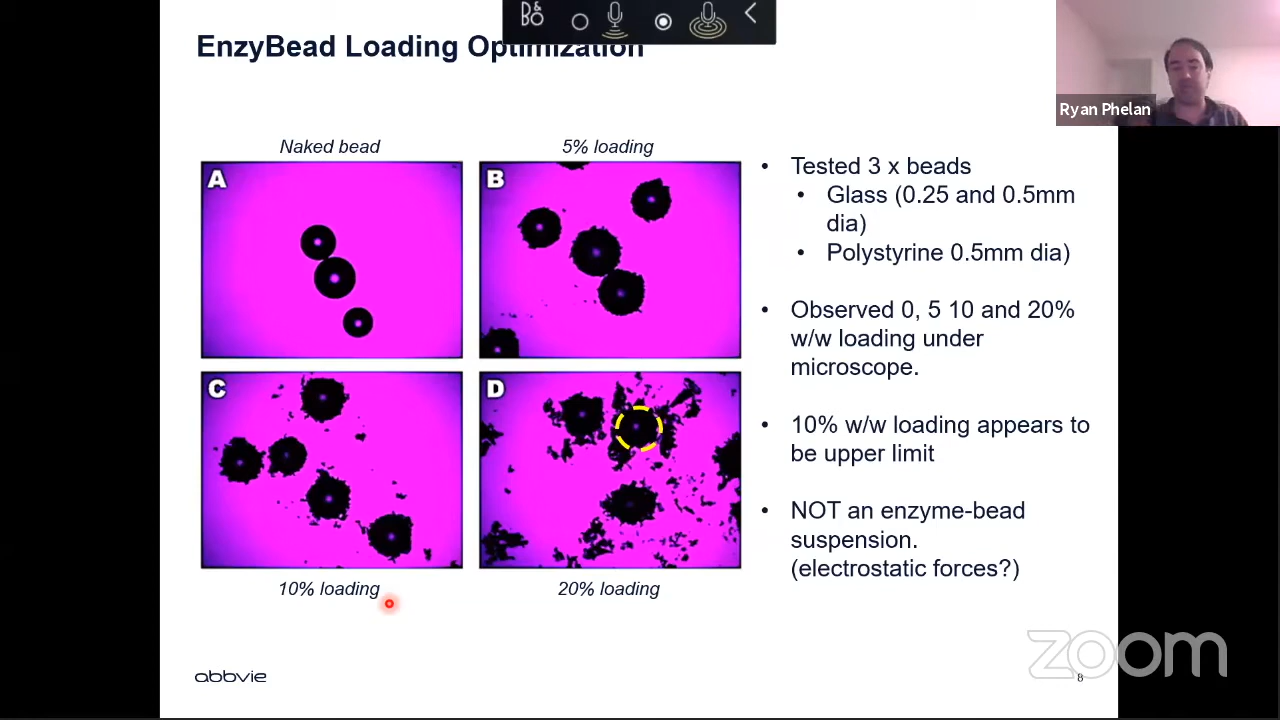 D&
BO
EnzyBead Loading Optimization
Ryan Phelan
Naked bead
5% loading
A
B
C
D
10% loading
20% loading
• Tested 3 x beads
• Glass (0.25 and 0.5mm
dia)
• Polystyrine 0.5mm dia)
• Observed 0, 5 10 and 20%
w/w loading under
microscope.
• 10% w/w loading appears to
be upper limit
• NOT an enzyme-bead
suspension.
(electrostatic forces?)
abbvie
zoom
8